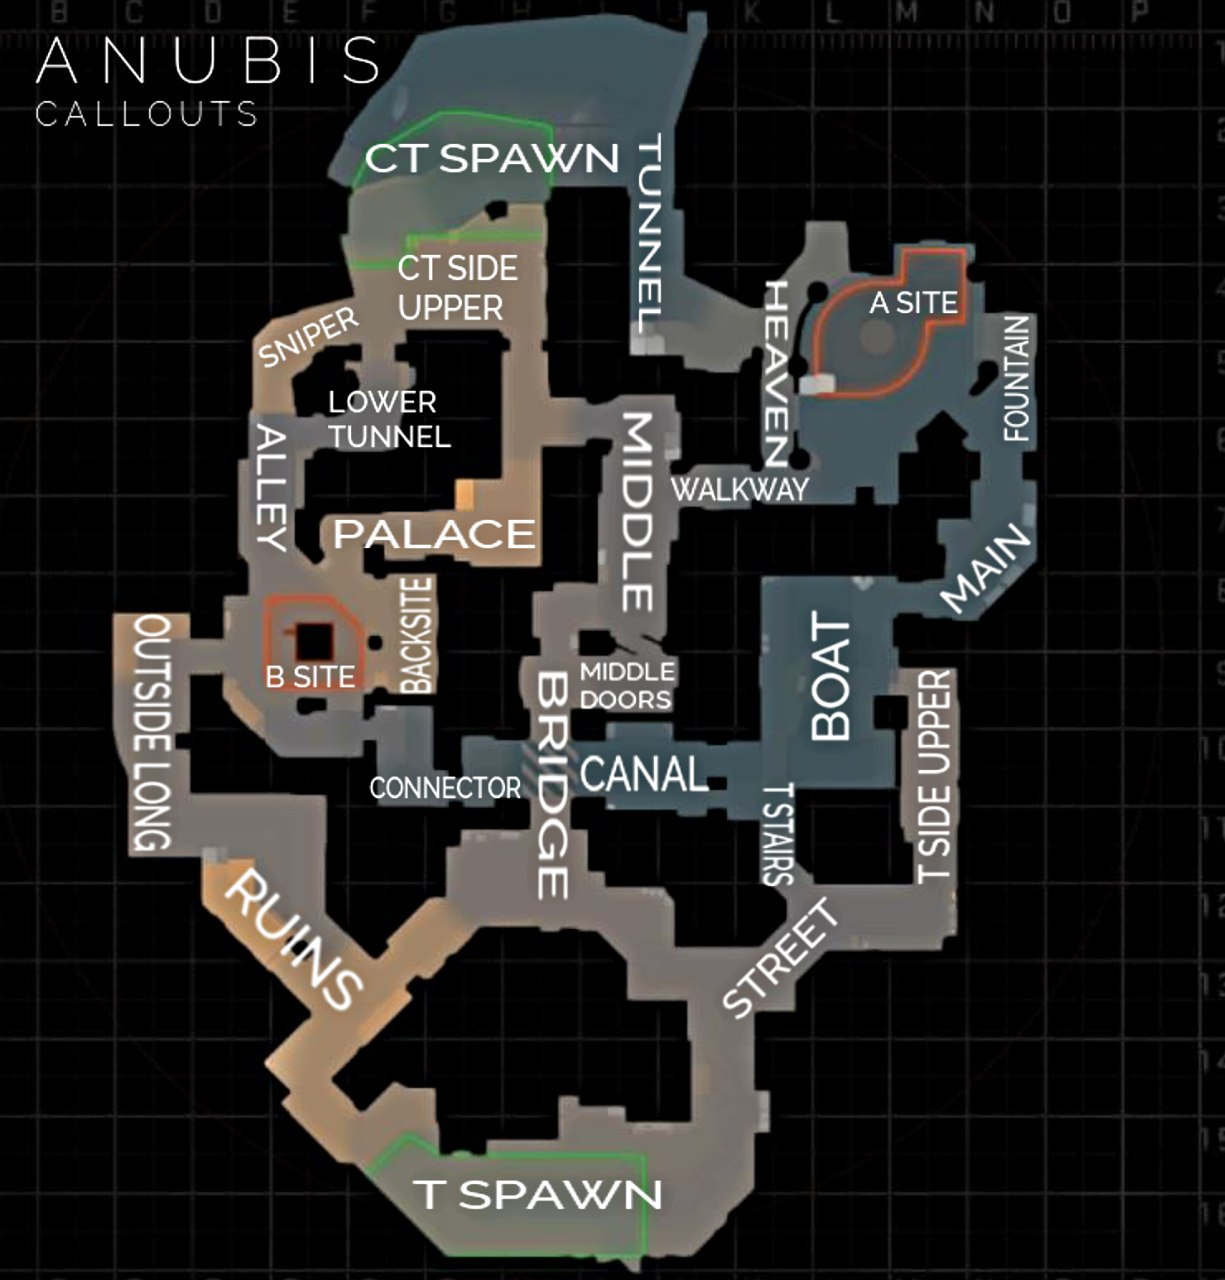 B C D E F G H I J K L M N O P
ANUBIS
CALLOUTS
CT SPAWN
TUNNEL
CT SIDE
UPPER
SNIPER
HEAVEN
A SITE
FOUNTAIN
LOWER
TUNNEL
ALLEY
MIDDLE
WALKWAY
PALACE
MAIN
BACKSITE
OUTSIDE LONG
B SITE
BOAT
MIDDLE
DOORS
BRIDGE
T SIDE UPPER
CANAL
CONNECTOR
T STAIRS
RUINS
STREET
T SPAWN